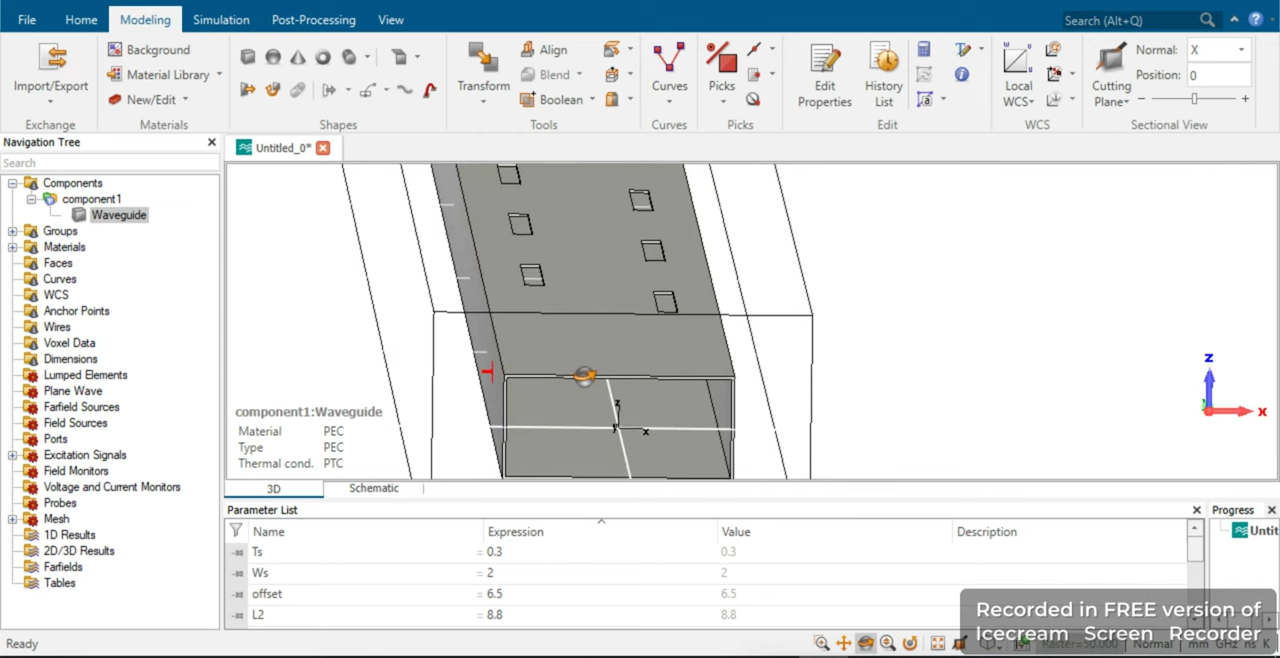 File Home Modeling Simulation Post-Processing View Search (Alt+Q)
Import/Export
Exchange
Background
Material Library
New/Edit
Materials
Shapes
Transform
Align
Blend
Boolean
Tools
Curves
Curves
Picks
Picks
Edit Properties
History List
Edit
Local WCS
WCS
Cutting Plane
Normal: X
Position: 0
Sectional View
Navigation Tree
Search
Untitled_0*
Components
component1
Waveguide
Groups
Materials
Faces
Curves
WCS
Anchor Points
Wires
Voxel Data
Dimensions
Lumped Elements
Plane Wave
Farfield Sources
Field Sources
Ports
Excitation Signals
Field Monitors
Voltage and Current Monitors
Probes
Mesh
1D Results
2D/3D Results
Farfields
Tables
component1:Waveguide
Material PEC
Type PEC
Thermal cond. PTC
z
x
y
z
x
3D Schematic
Parameter List
Name Expression Value Description
Ts = 0.3 0.3
Ws = 2 2
offset = 6.5 6.5
L2 = 8.8 8.8
Progress
Untit
Recorded in FREE version of
Icecream Screen Recorder
Ready
Raster=50.000 Normal mm GHz ns K